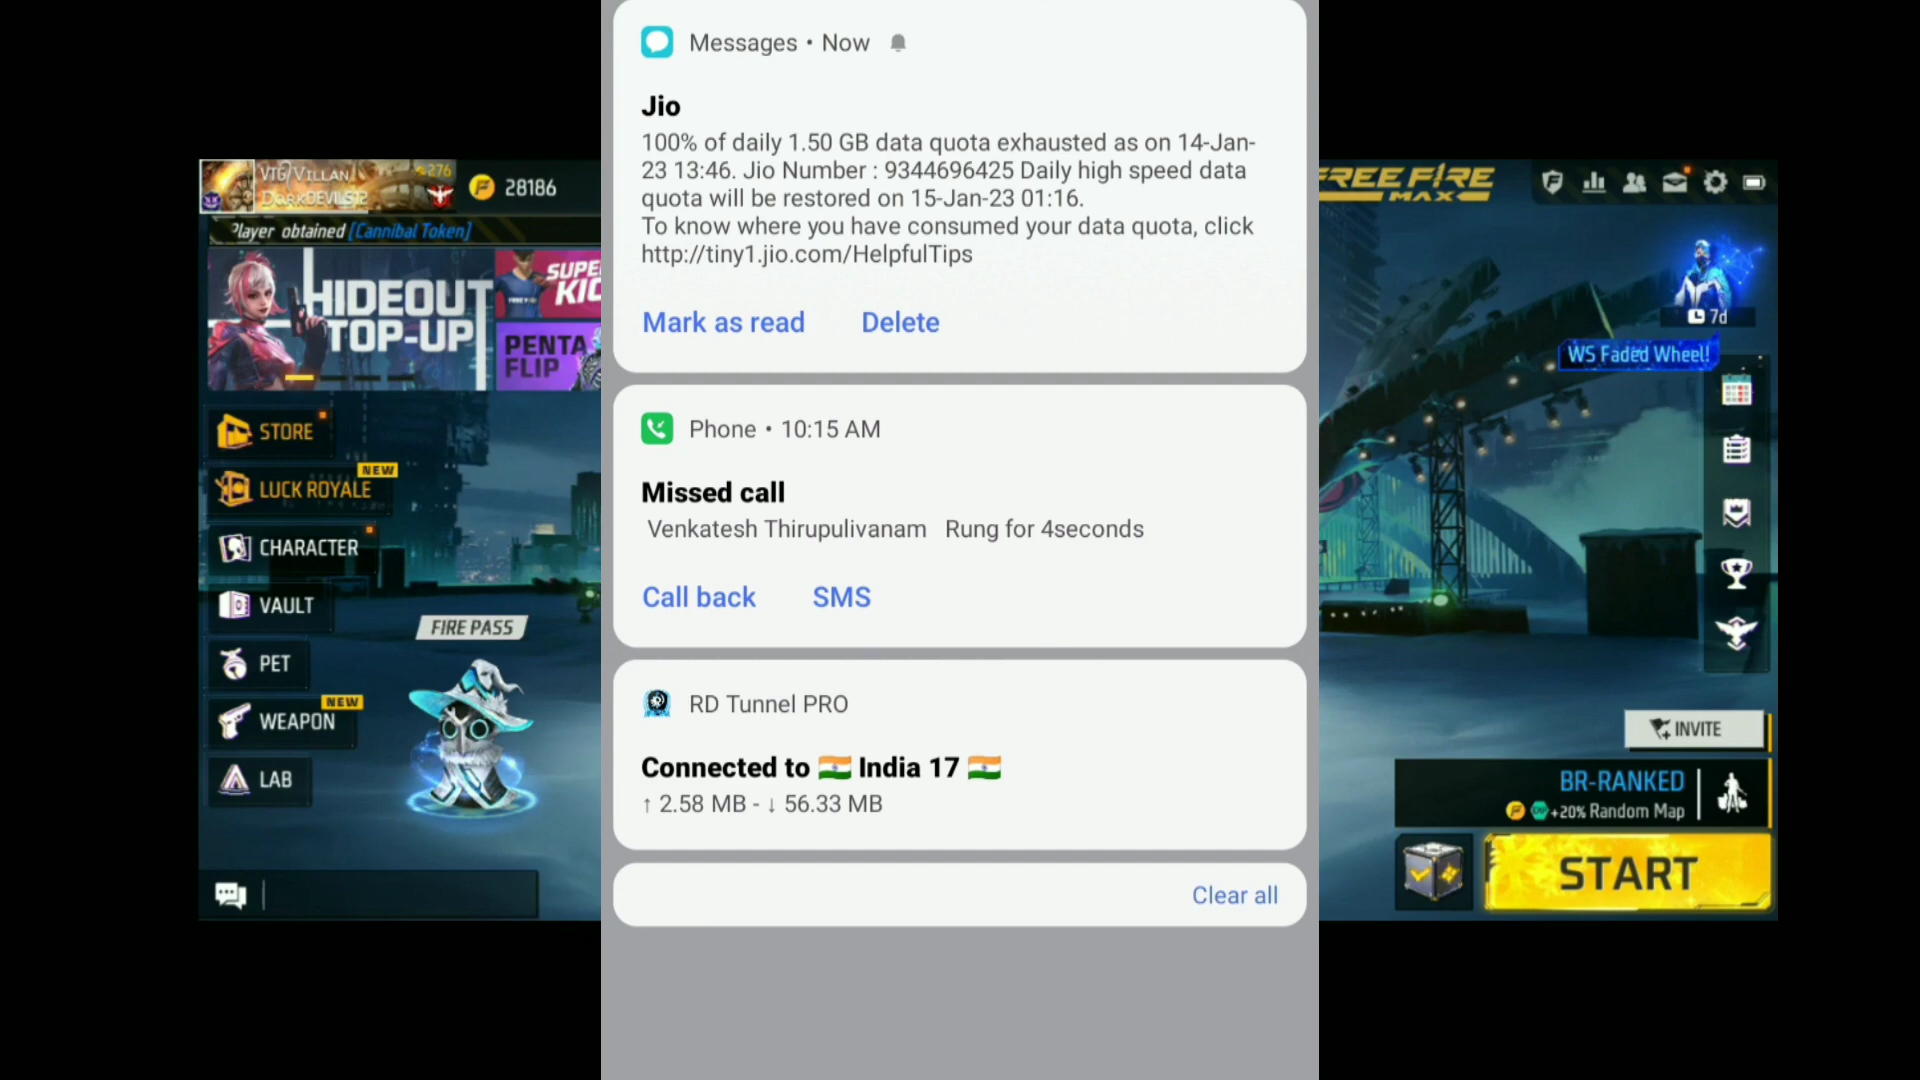 VTG/VILLAN
DORKDEVILS12
276
28186
Player obtained [Cannibal Token]
HIDEOUT
TOP-UP
SUPE
KIC
PENTA
FLIP
STORE
NEW
LUCK ROYALE
CHARACTER
VAULT
FIRE PASS
PET
NEW
WEAPON
LAB
Messages • Now
Jio
100% of daily 1.50 GB data quota exhausted as on 14-Jan-
23 13:46. Jio Number : 9344696425 Daily high speed data
quota will be restored on 15-Jan-23 01:16.
To know where you have consumed your data quota, click
http://tiny1.jio.com/HelpfulTips
Mark as read Delete
Phone • 10:15 AM
Missed call
Venkatesh Thirupulivanam Rung for 4seconds
Call back SMS
RD Tunnel PRO
Connected to 🇮🇳 India 17 🇮🇳
↑ 2.58 MB - ↓ 56.33 MB
Clear all
FREE FIRE
MAX
7d
WS Faded Wheel!
INVITE
BR-RANKED
+20% Random Map
START